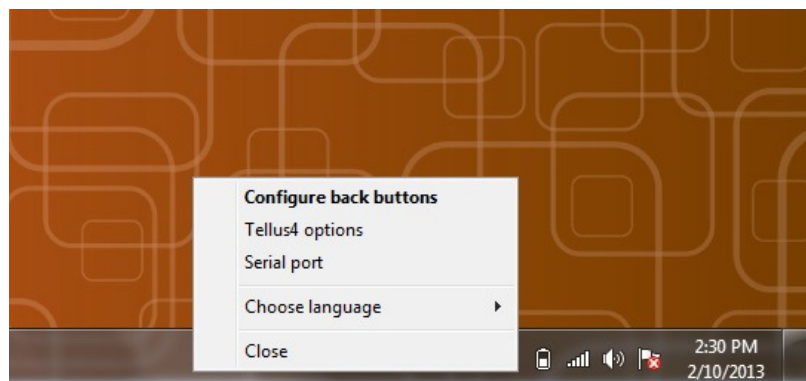 Configure back buttons
Tellus4 options
Serial port
Choose language
Close
2:30 PM
2/10/2013